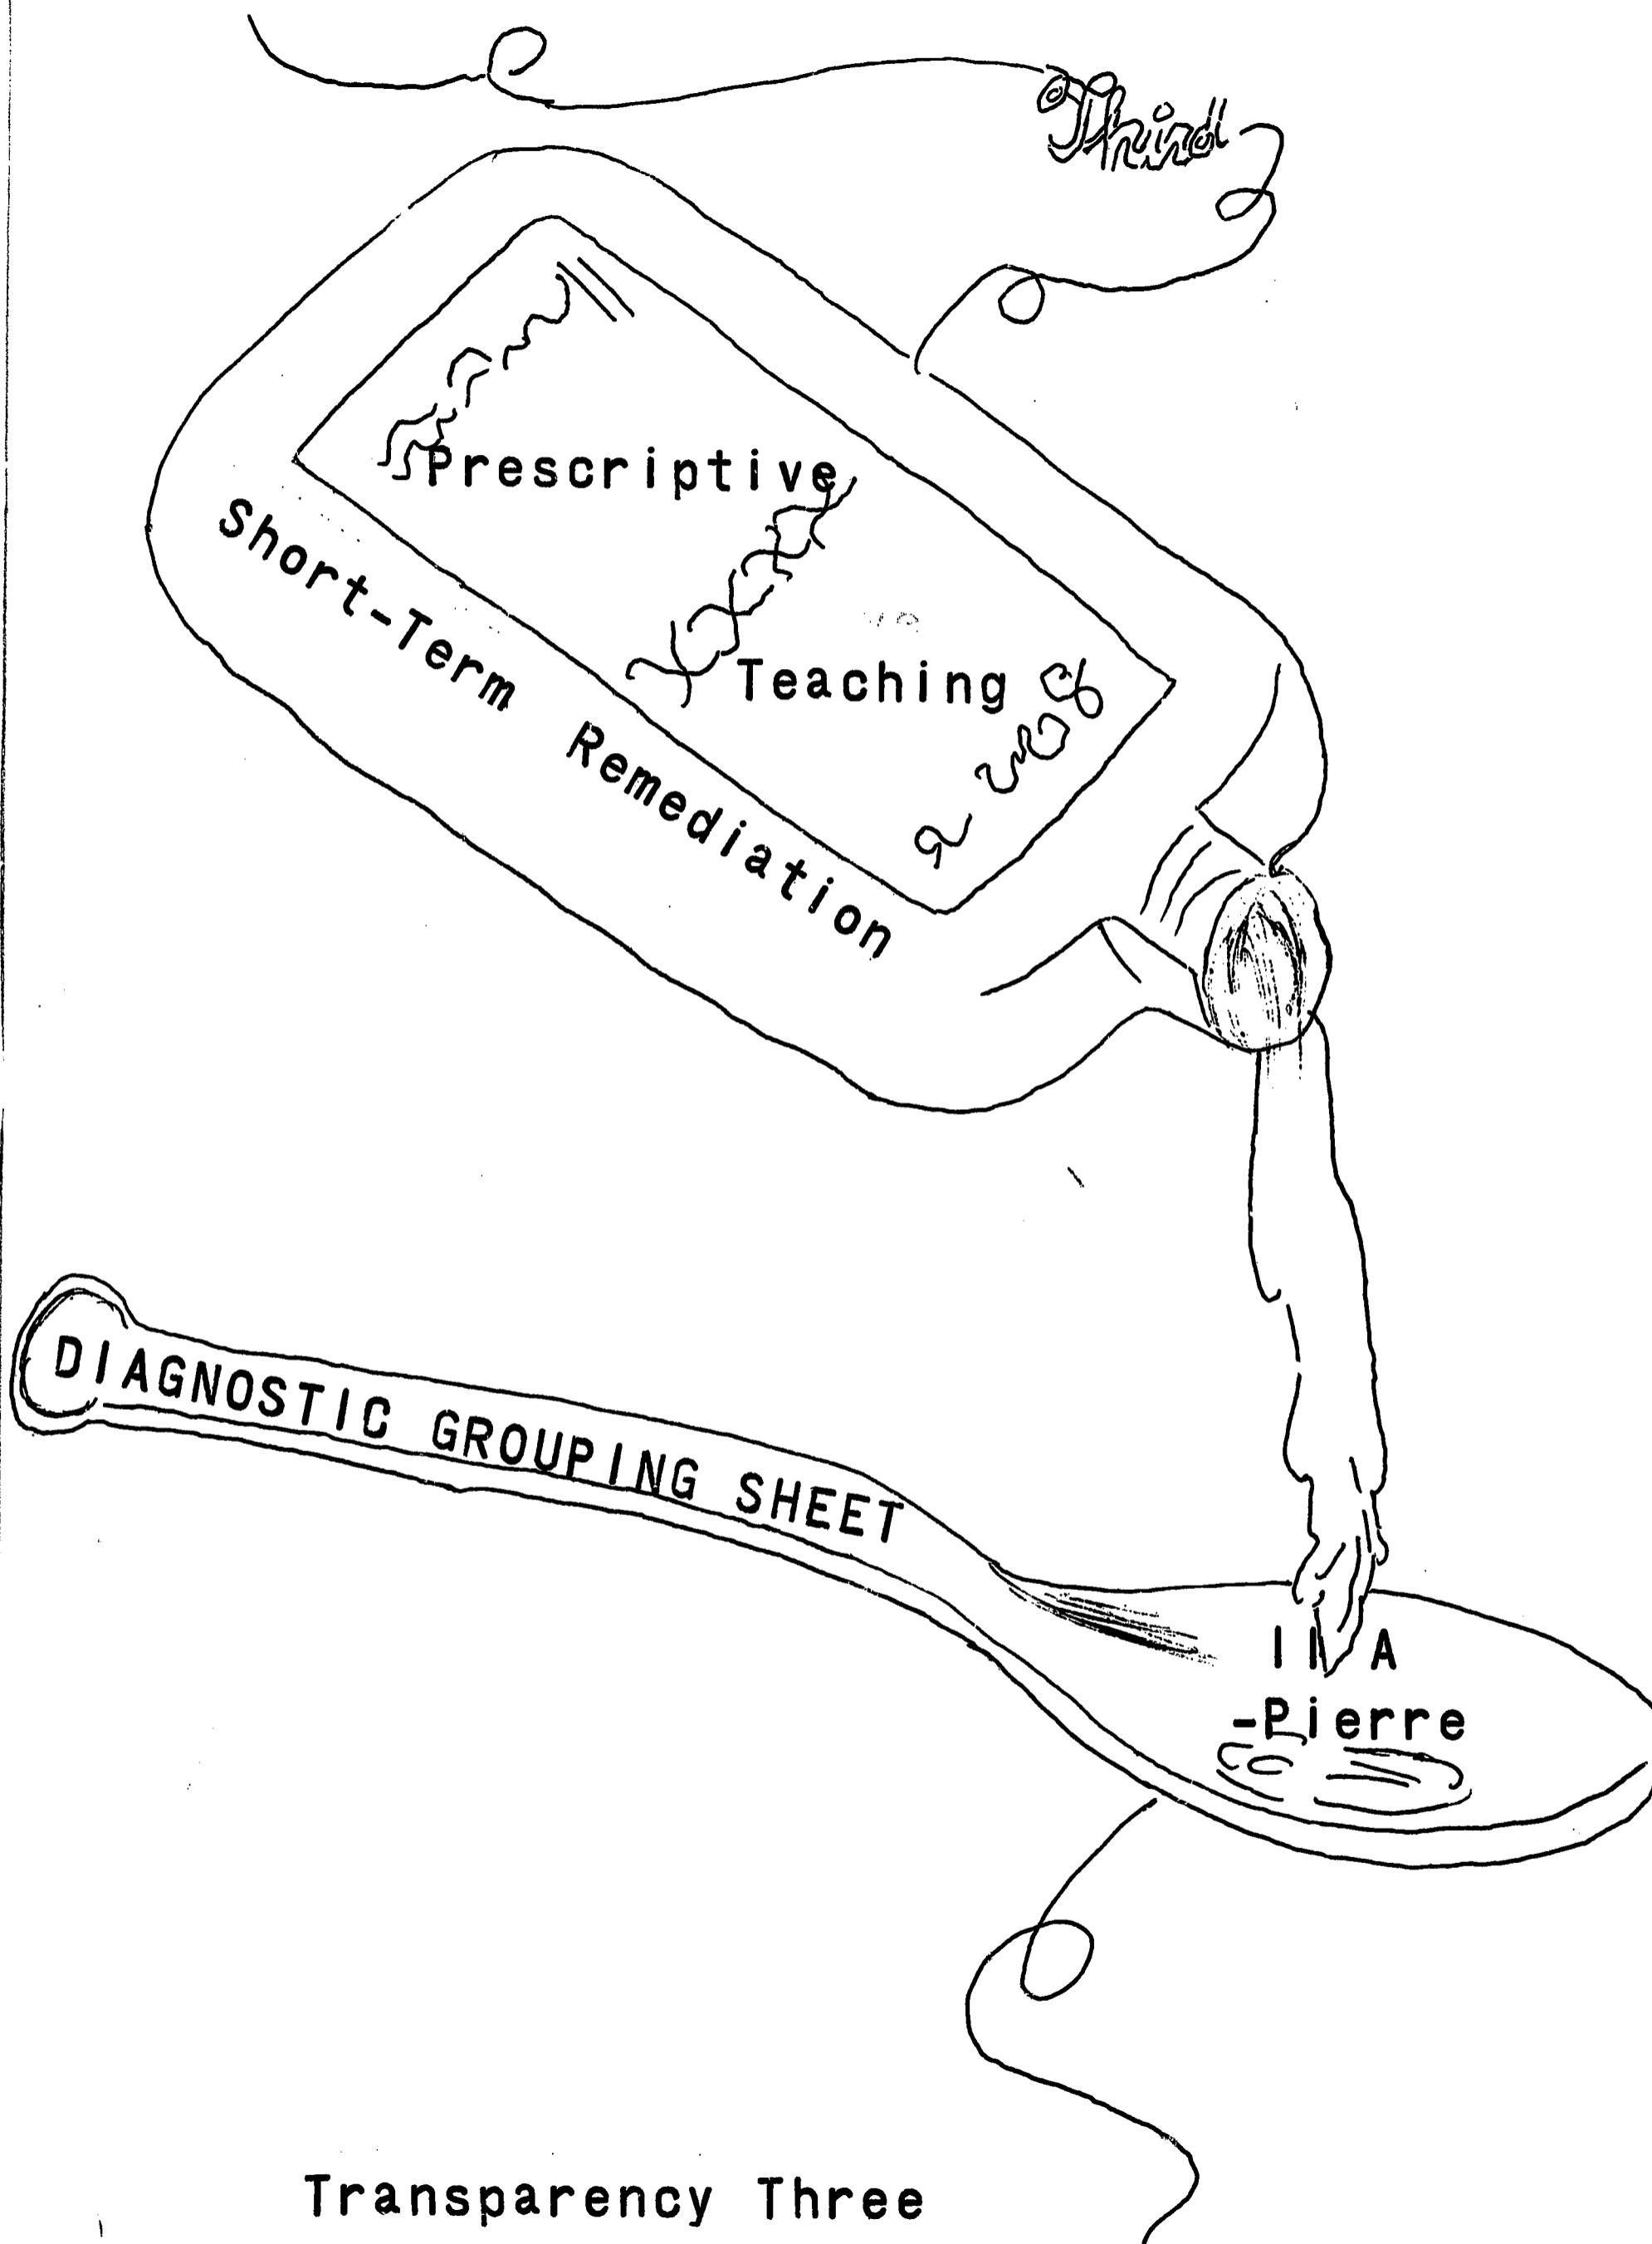 Third
Prescriptive
Teaching
Short-Term Remediation
DIAGNOSTIC GROUPING SHEET
II A
-Pierre
Transparency Three